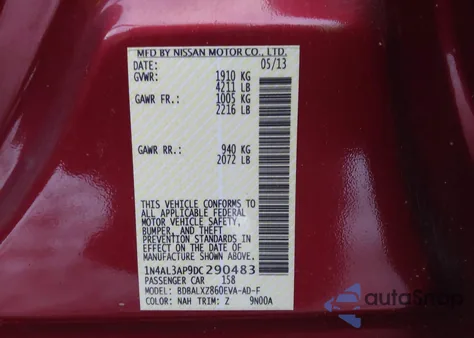 MFD BY NISSAN MOTOR CO., LTD.
DATE: 05/13
GVWR: 1910 KG
4211 LB
GAWR FR.: 1005 KG
2216 LB
GAWR RR.: 940 KG
2072 LB
THIS VEHICLE CONFORMS TO
ALL APPLICABLE FEDERAL
MOTOR VEHICLE SAFETY,
BUMPER, AND THEFT
PREVENTION STANDARDS
IN EFFECT ON THE DATE OF
MANUFACTURE SHOWN ABOVE.
1N4AL3AP9DC290483
PASSENGER CAR 158
MODEL: BDBALXZ860EVA-AD-F
COLOR: NAH TRIM: Z 9N00A
autaSnap